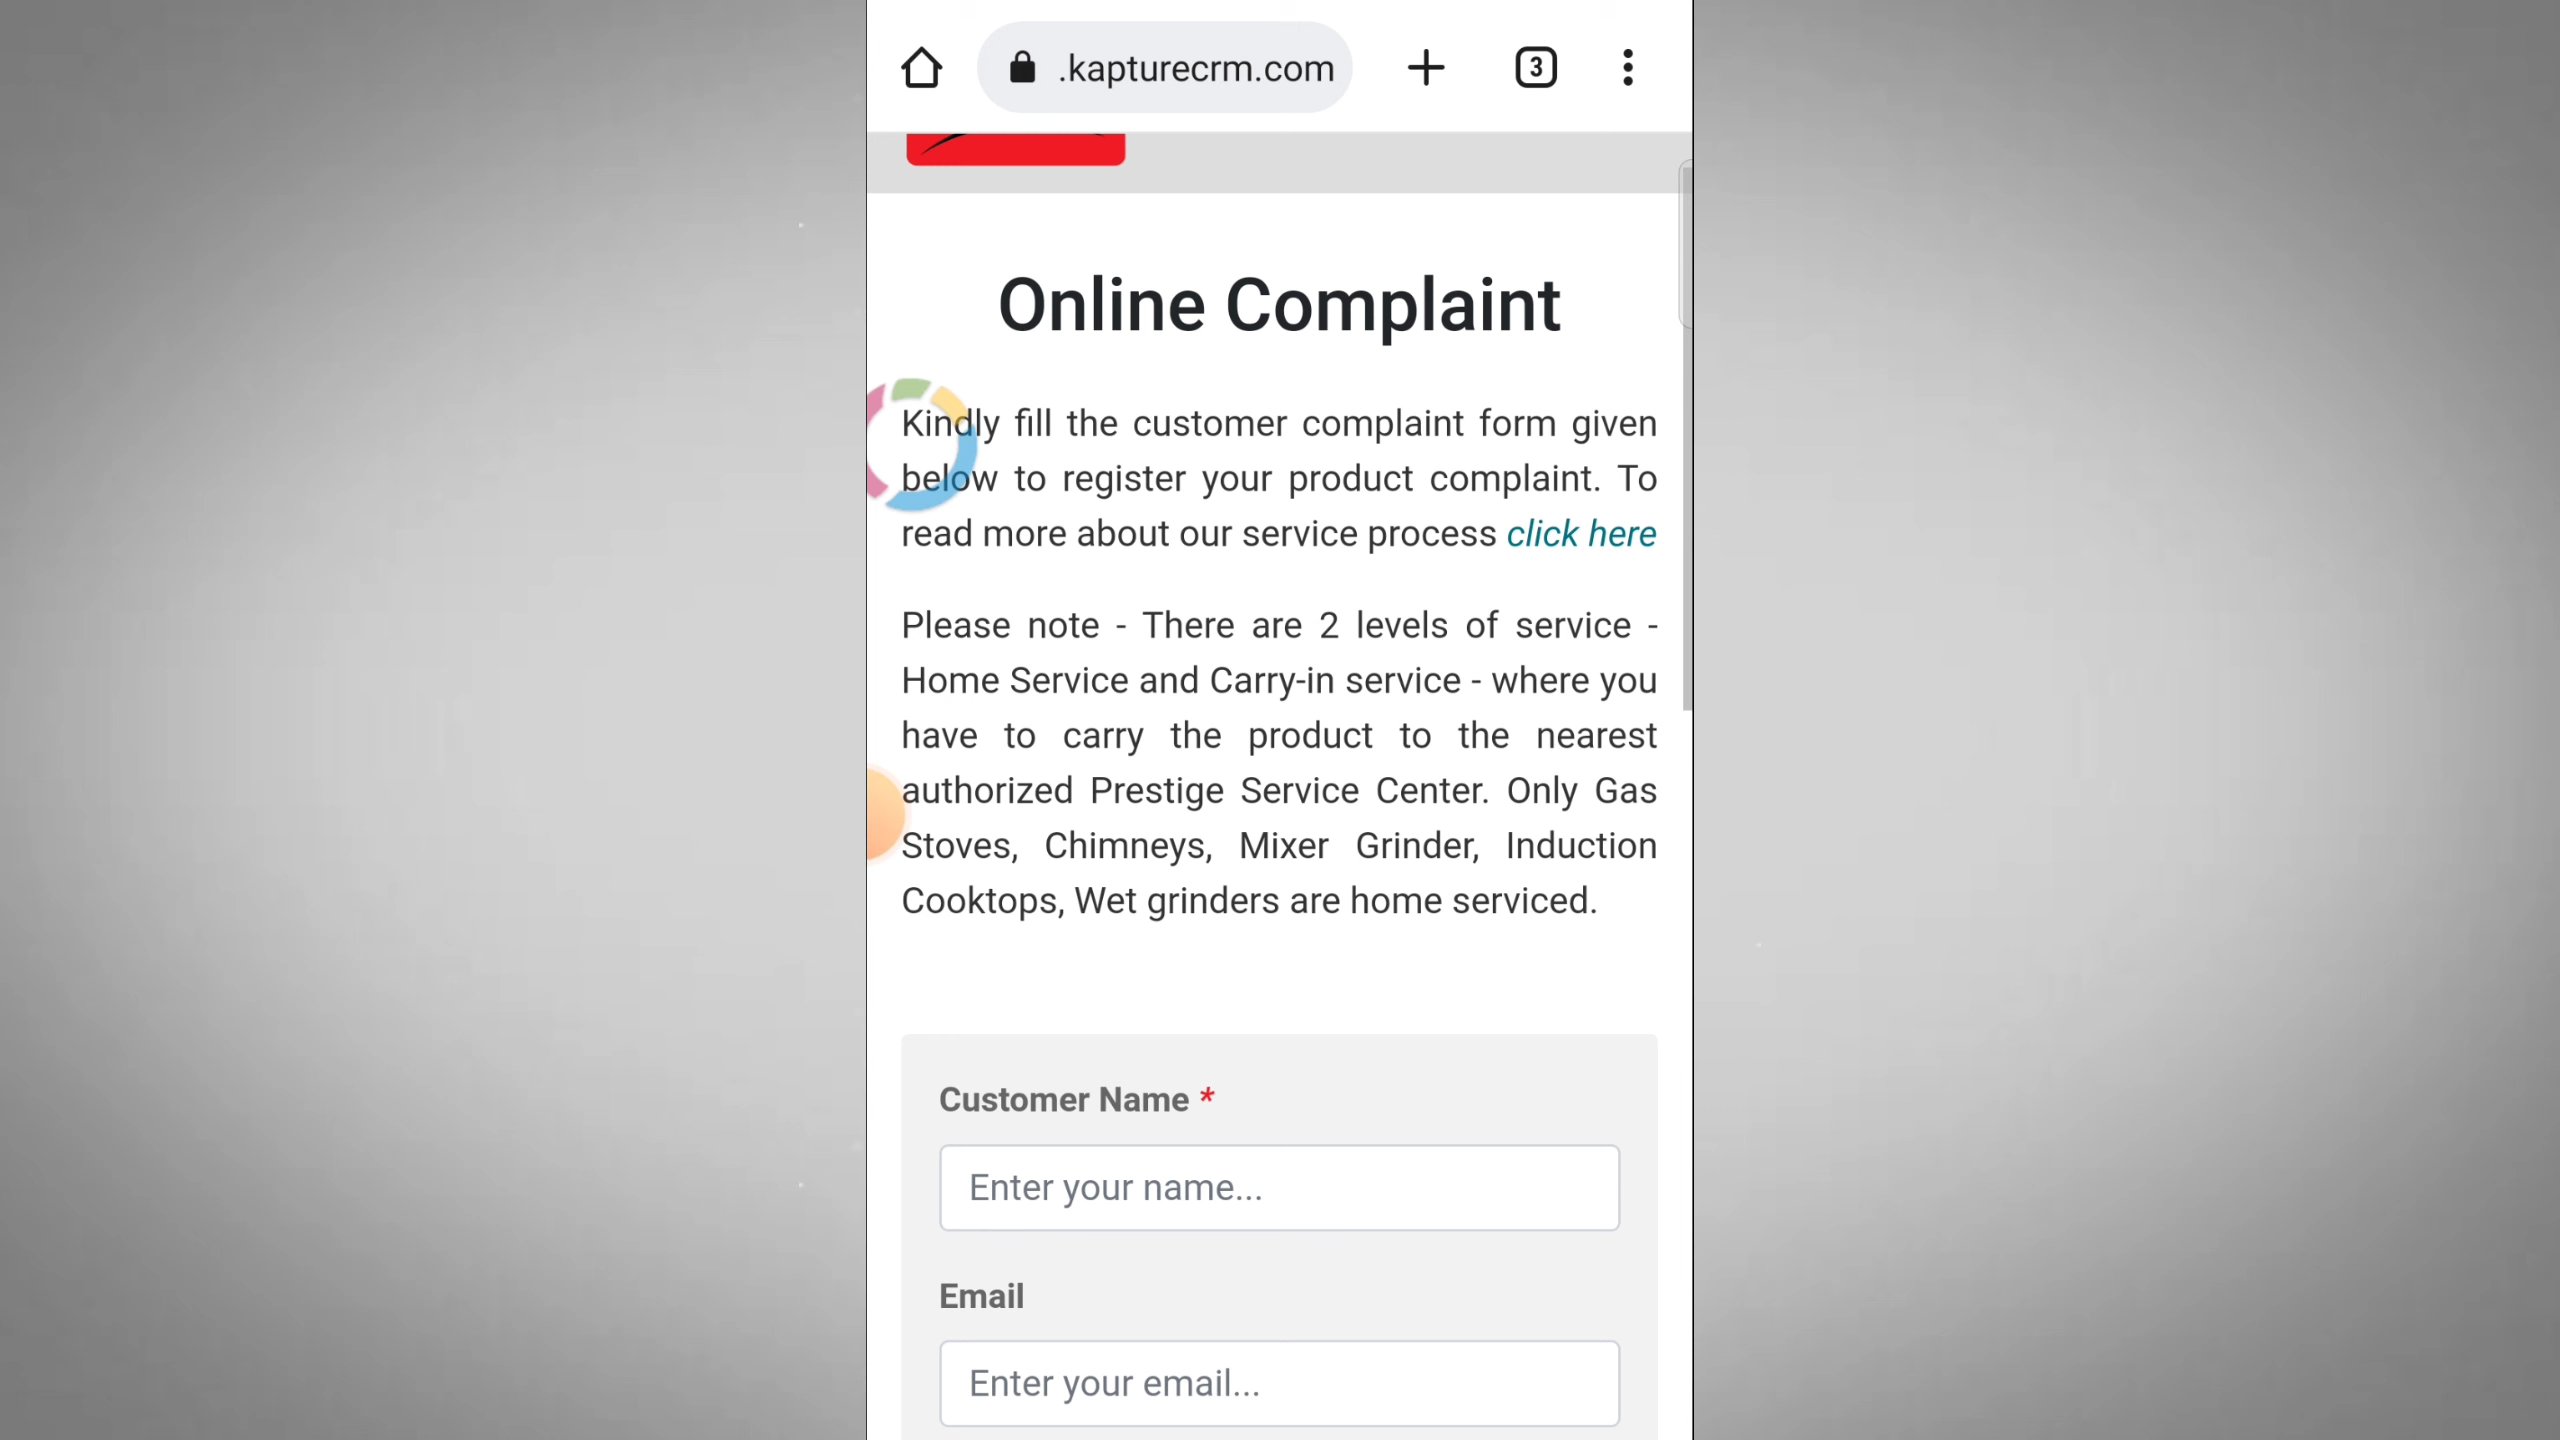 .kapturecrm.com
3
Online Complaint
Kindly fill the customer complaint form given
below to register your product complaint. To
read more about our service process click here
Please note - There are 2 levels of service -
Home Service and Carry-in service - where you
have to carry the product to the nearest
authorized Prestige Service Center. Only Gas
Stoves, Chimneys, Mixer Grinder, Induction
Cooktops, Wet grinders are home serviced.
Customer Name *
Enter your name...
Email
Enter your email...